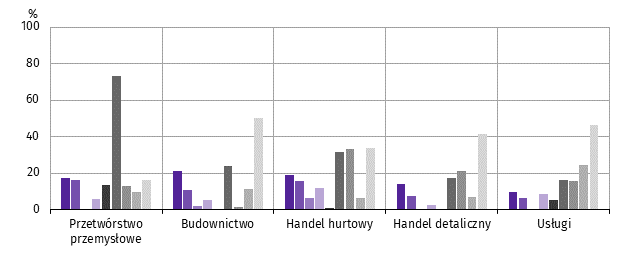 %
100
80
60
40
20
0
Przetwórstwo
przemysłowe
Budownictwo
Handel hurtowy
Handel detaliczny
Usługi